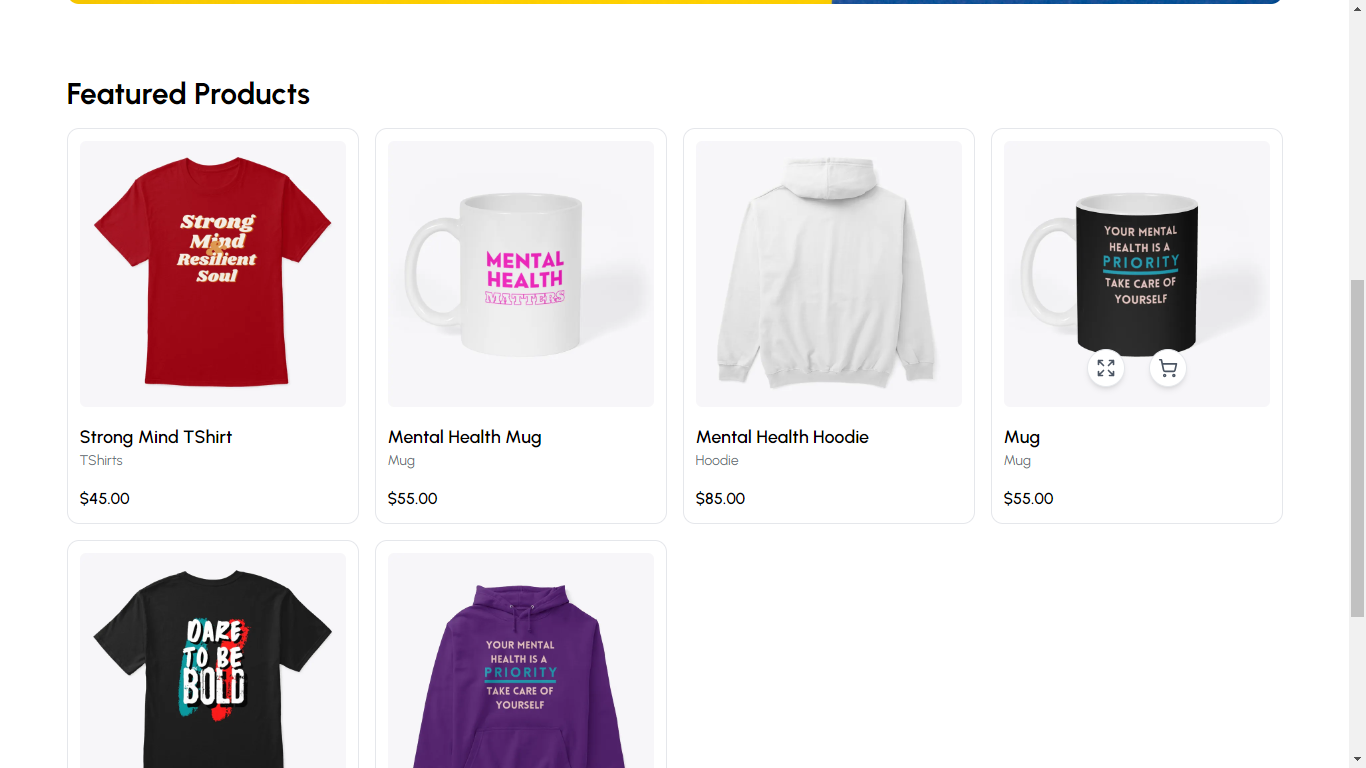 Featured Products
Strong
Mind
&
Resilient
Soul
MENTAL
HEALTH
MATTERS
YOUR MENTAL
HEALTH IS A
PRIORITY
TAKE CARE OF
YOURSELF
Strong Mind TShirt
TShirts
$45.00
Mental Health Mug
Mug
$55.00
Mental Health Hoodie
Hoodie
$85.00
Mug
Mug
$55.00
DARE
TO BE
BOLD
YOUR MENTAL
HEALTH IS A
PRIORITY
TAKE CARE OF
YOURSELF